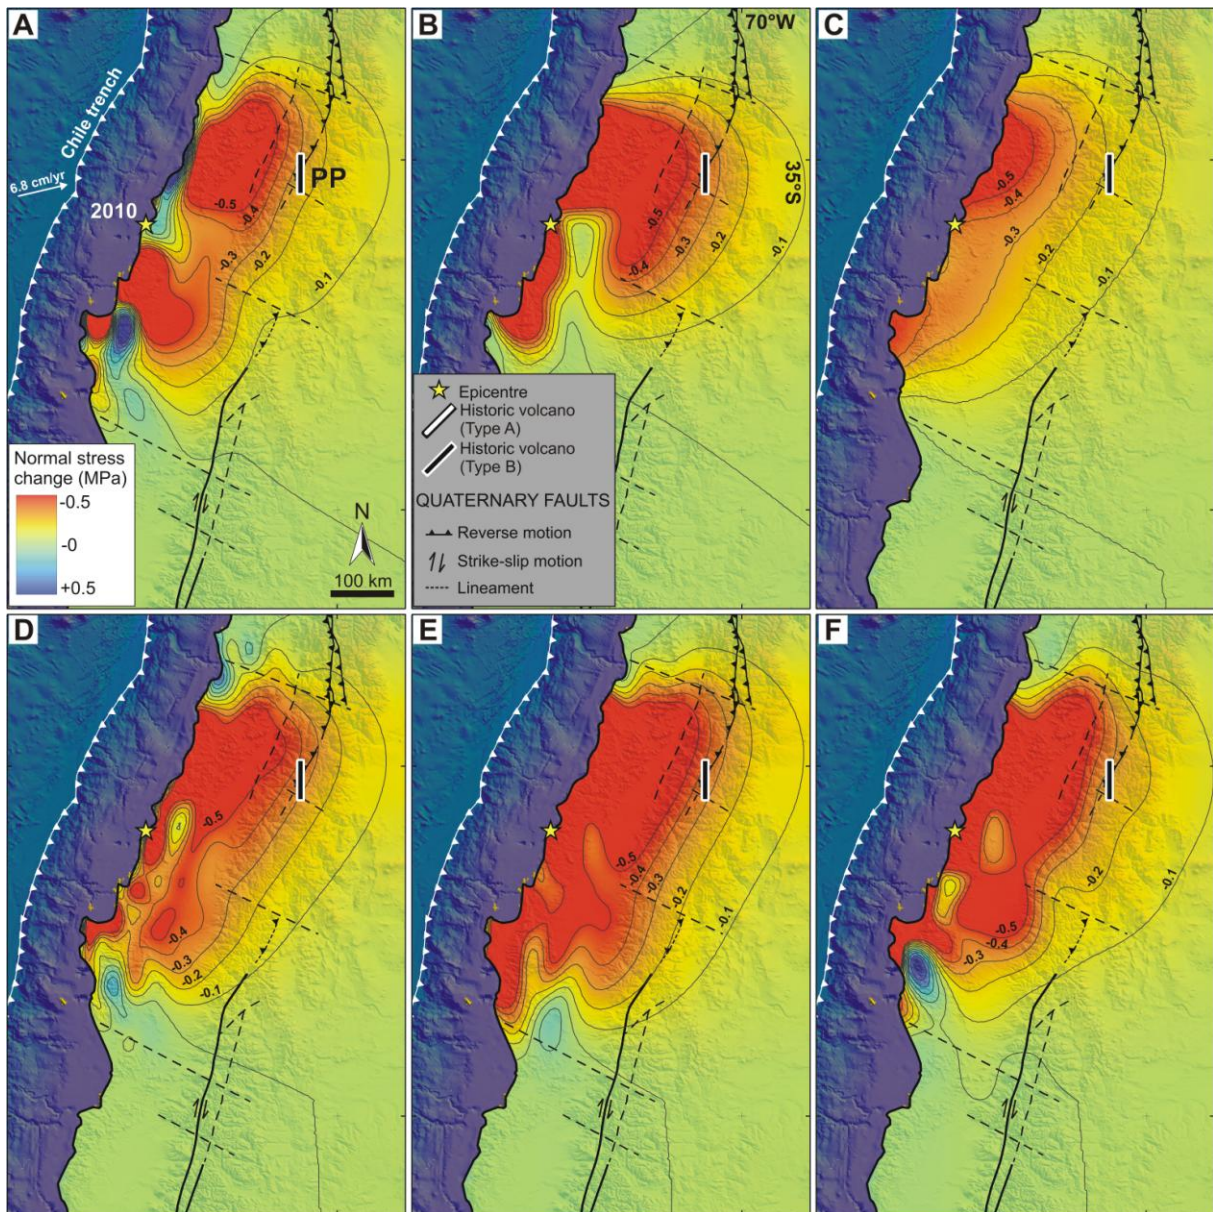 A
Chile trench
6.8 cm/yr
PP
2010
-0.5
-0.4
-0.3
-0.2
-0.1
Normal stress
change (MPa)
-0.5
-0
+0.5
N
100 km
B
70°W
35°S
-0.5
-0.4
-0.3
-0.2
-0.1
Epicentre
Historic volcano
(Type A)
Historic volcano
(Type B)
QUATERNARY FAULTS
Reverse motion
Strike-slip motion
Lineament
C
-0.5
-0.4
-0.3
-0.2
-0.1
D
-0.5
-0.4
-0.3
-0.2
-0.1
E
-0.5
-0.4
-0.3
-0.2
-0.1
F
-0.2
-0.1
-0.5
-0.4
-0.3